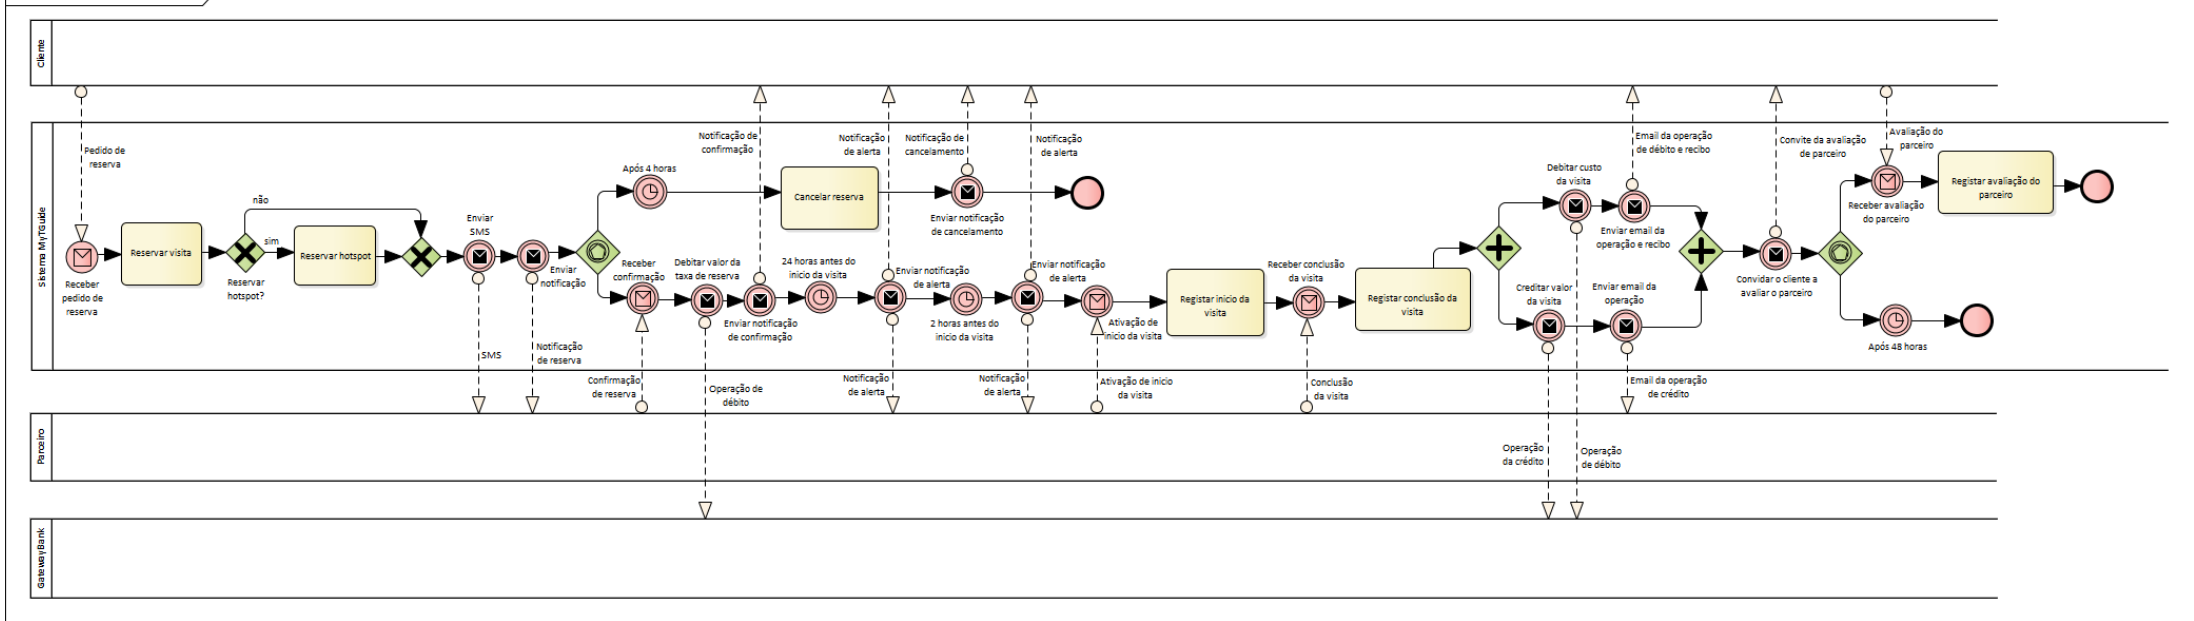 Cliente
Pedido de
reserva
Notificação de
confirmação
Notificação
de alerta
Notificação de
cancelamento
Notificação
de alerta
Email da operação
de débito e recibo
Convite da avaliação
de parceiro
Avaliação do
parceiro
Sistema MyTGuide
Receber
pedido de
reserva
Reservar visita
não
sim
Reservar
hotspot?
Reservar hotspot
Enviar
SMS
Enviar
notificação
Após 4 horas
Cancelar reserva
Enviar notificação
de cancelamento
Receber
confirmação
Debitar valor da
taxa de reserva
Enviar notificação
de confirmação
24 horas antes do
inicio da visita
Enviar notificação
de alerta
2 horas antes do
inicio da visita
Enviar notificação
de alerta
Ativação de
inicio da visita
Registar inicio da
visita
Receber conclusão
da visita
Registar conclusão da
visita
Debitar custo
da visita
Enviar email da
operação e recibo
Creditar valor
da visita
Enviar email da
operação
Convidar o cliente a
avaliar o parceiro
Receber avaliação
do parceiro
Registar avaliação do
parceiro
Após 48 horas
SMS
Notificação
de reserva
Confirmação
de reserva
Operação de
débito
Notificação
de alerta
Notificação
de alerta
Ativação de inicio
da visita
Conclusão
da visita
Email da operação
de crédito
Parceiro
Operação
da crédito
Operação
de débito
GatewayBank